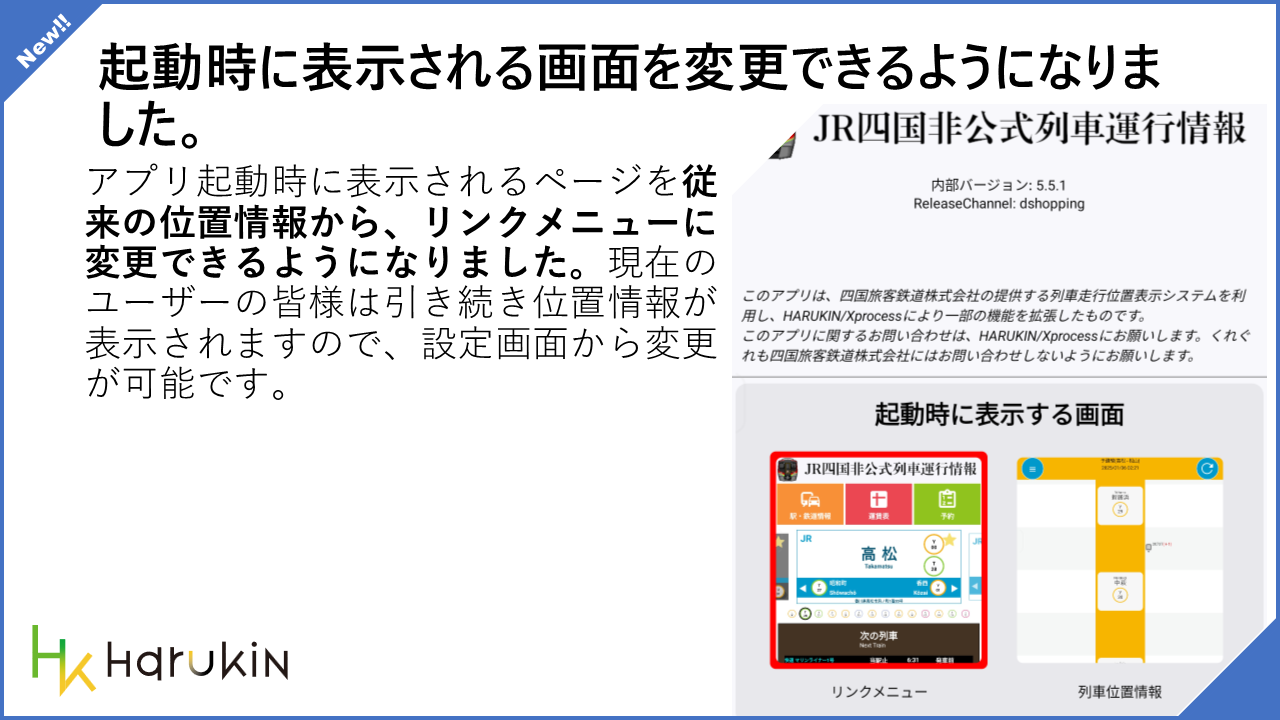 New!!
起動時に表示される画面を変更できるようになりま
した。
アプリ起動時に表示されるページを従
来の位置情報から、リンクメニューに
変更できるようになりました。現在の
ユーザーの皆様は引き続き位置情報が
表示されますので、設定画面から変更
が可能です。
HK HARUKIN
JR四国非公式列車運行情報
内部バージョン: 5.5.1
ReleaseChannel: dshopping
このアプリは、四国旅客鉄道株式会社の提供する列車走行位置表示システムを利
用し、HARUKIN/Xprocessにより一部の機能を拡張したものです。
このアプリに関するお問い合わせは、HARUKIN/Xprocessにお願いします。くれぐ
れも四国旅客鉄道株式会社にはお問い合わせしないようにお願いします。
起動時に表示する画面
JR四国非公式列車運行情報
駅・鉄道情報
運賃表
予約
JR
高松
Takamatsu
昭和町
Shōwachō
香西
Kōzai
次の列車
Next Train
快速 マリンライナー
6:31
リンクメニュー
新居浜
中萩
列車位置情報